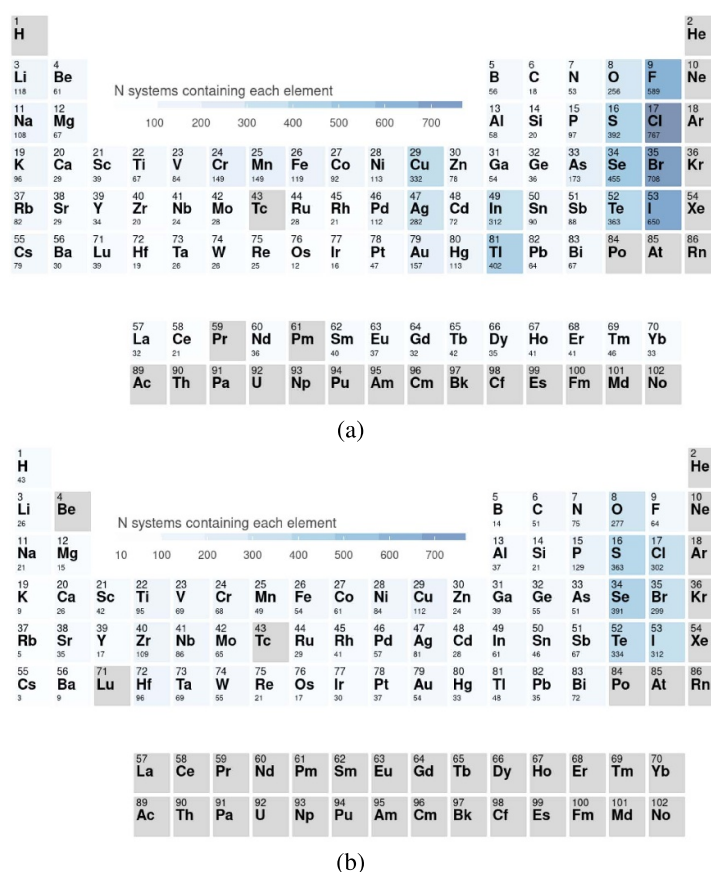 1 2
H He
3 4 5 6 7 8 9 10
Li Be B C N O F Ne
118 61 56 18 53 256 589
11 12 N systems containing each element 13 14 15 16 17 18
Na Mg Al Si P S Cl Ar
108 67 100 200 300 400 500 600 700 58 20 97 392 767
19 20 21 22 23 24 25 26 27 28 29 30 31 32 33 34 35 36
K Ca Sc Ti V Cr Mn Fe Co Ni Cu Zn Ga Ge As Se Br Kr
96 29 39 67 84 149 149 119 92 113 332 78 54 36 173 455 708
37 38 39 40 41 42 43 44 45 46 47 48 49 50 51 52 53 54
Rb Sr Y Zr Nb Mo Tc Ru Rh Pd Ag Cd In Sn Sb Te I Xe
82 29 34 20 24 28 28 21 112 282 72 312 90 88 363 650
55 56 71 72 73 74 75 76 77 78 79 80 81 82 83 84 85 86
Cs Ba Lu Hf Ta W Re Os Ir Pt Au Hg Tl Pb Bi Po At Rn
79 30 39 19 26 26 25 12 16 47 157 113 402 64 67
57 58 59 60 61 62 63 64 65 66 67 68 69 70
La Ce Pr Nd Pm Sm Eu Gd Tb Dy Ho Er Tm Yb
32 21 36 40 37 32 42 35 41 41 46 33
89 90 91 92 93 94 95 96 97 98 99 100 101 102
Ac Th Pa U Np Pu Am Cm Bk Cf Es Fm Md No
(a)
1 2
H He
43
3 4 5 6 7 8 9 10
Li Be B C N O F Ne
26 14 51 75 277 64
11 12 N systems containing each element 13 14 15 16 17 18
Na Mg Al Si P S Cl Ar
21 15 10 100 200 300 400 500 600 700 37 21 129 363 302
19 20 21 22 23 24 25 26 27 28 29 30 31 32 33 34 35 36
K Ca Sc Ti V Cr Mn Fe Co Ni Cu Zn Ga Ge As Se Br Kr
9 26 42 95 69 68 49 54 61 84 112 24 39 55 51 391 299
37 38 39 40 41 42 43 44 45 46 47 48 49 50 51 52 53 54
Rb Sr Y Zr Nb Mo Tc Ru Rh Pd Ag Cd In Sn Sb Te I Xe
5 35 17 109 86 65 29 41 57 81 28 61 46 67 334 312
55 56 71 72 73 74 75 76 77 78 79 80 81 82 83 84 85 86
Cs Ba Lu Hf Ta W Re Os Ir Pt Au Hg Tl Pb Bi Po At Rn
3 9 96 69 55 21 17 30 37 54 33 48 35 72
57 58 59 60 61 62 63 64 65 66 67 68 69 70
La Ce Pr Nd Pm Sm Eu Gd Tb Dy Ho Er Tm Yb
89 90 91 92 93 94 95 96 97 98 99 100 101 102
Ac Th Pa U Np Pu Am Cm Bk Cf Es Fm Md No
(b)